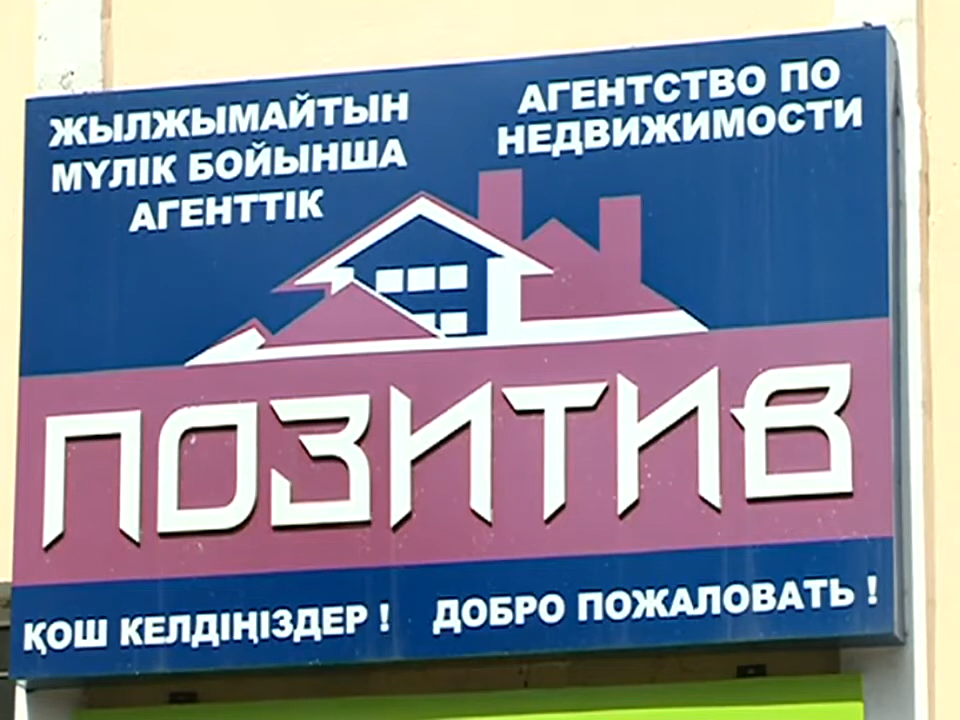 ЖЫЛЖЫМАЙТЫН
МҮЛІК БОЙЫНША
АГЕНТТІК
АГЕНТСТВО ПО
НЕДВИЖИМОСТИ
ПОЗИТИВ
ҚОШ КЕЛДІҢІЗДЕР !
ДОБРО ПОЖАЛОВАТЬ !